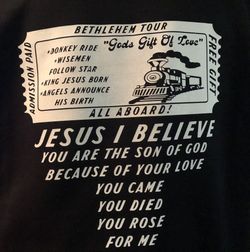 BETHLEHEM TOUR
ADMISSION PAID
•DONKEY RIDE
•WISEMEN
FOLLOW STAR
•KING JESUS BORN
•ANGELS ANNOUNCE
HIS BIRTH
"Gods Gift Of Love"
FREE GIFT
ALL ABOARD!
JESUS I BELIEVE
YOU ARE THE SON OF GOD
BECAUSE OF YOUR LOVE
YOU CAME
YOU DIED
YOU ROSE
FOR ME